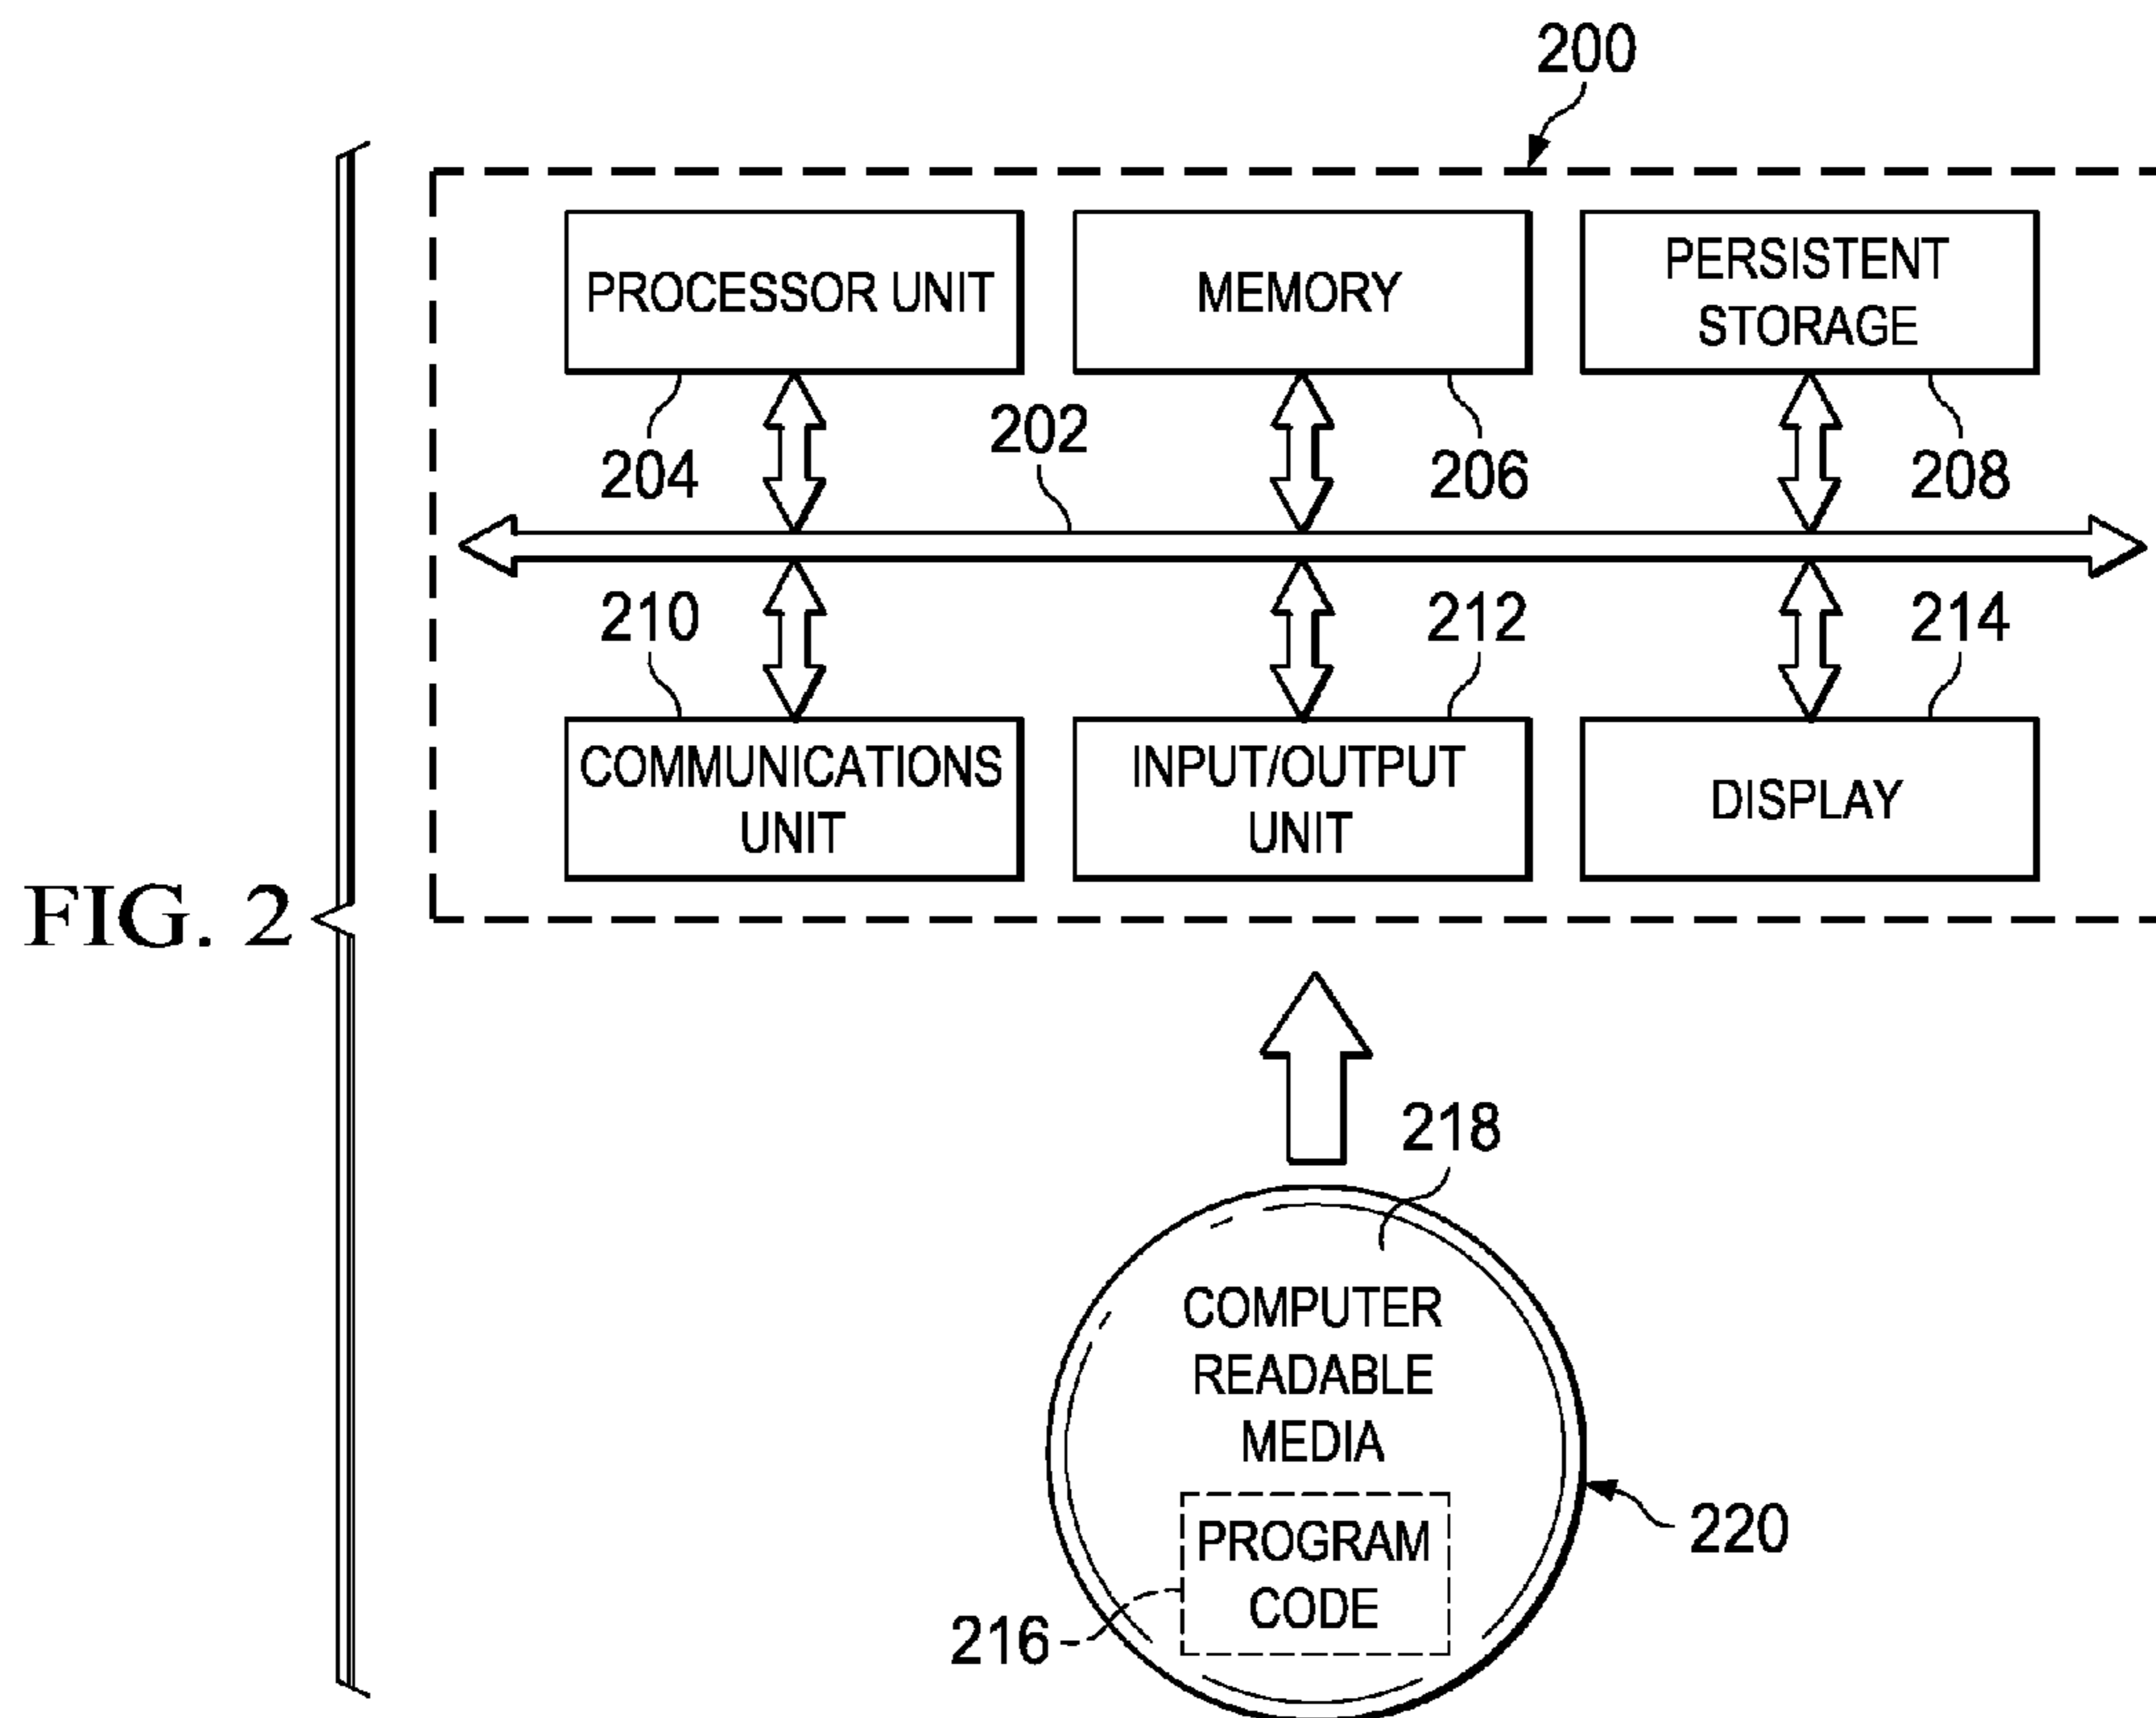 200
PROCESSOR UNIT
MEMORY
PERSISTENT
STORAGE
204
202
206
208
210
212
214
COMMUNICATIONS
UNIT
INPUT/OUTPUT
UNIT
DISPLAY
FIG. 2
218
COMPUTER
READABLE
MEDIA
PROGRAM
CODE
220
216